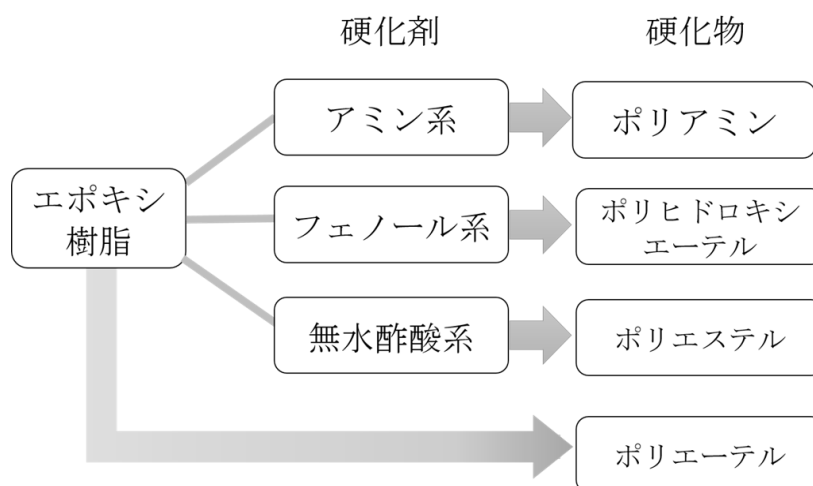 硬化剤
硬化物
エポキシ
樹脂
アミン系
ポリアミン
フェノール系
ポリヒドロキシ
エーテル
無水酢酸系
ポリエステル
ポリエーテル